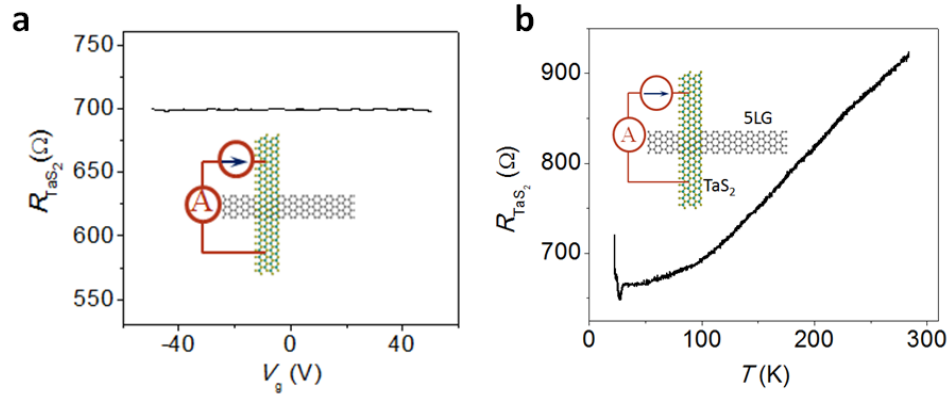 a
750
700
650
600
550
R_TaS₂ (Ω)
A
-40
0
40
V_g (V)
b
900
800
700
R_TaS₂ (Ω)
A
5LG
TaS₂
0
100
200
300
T (K)